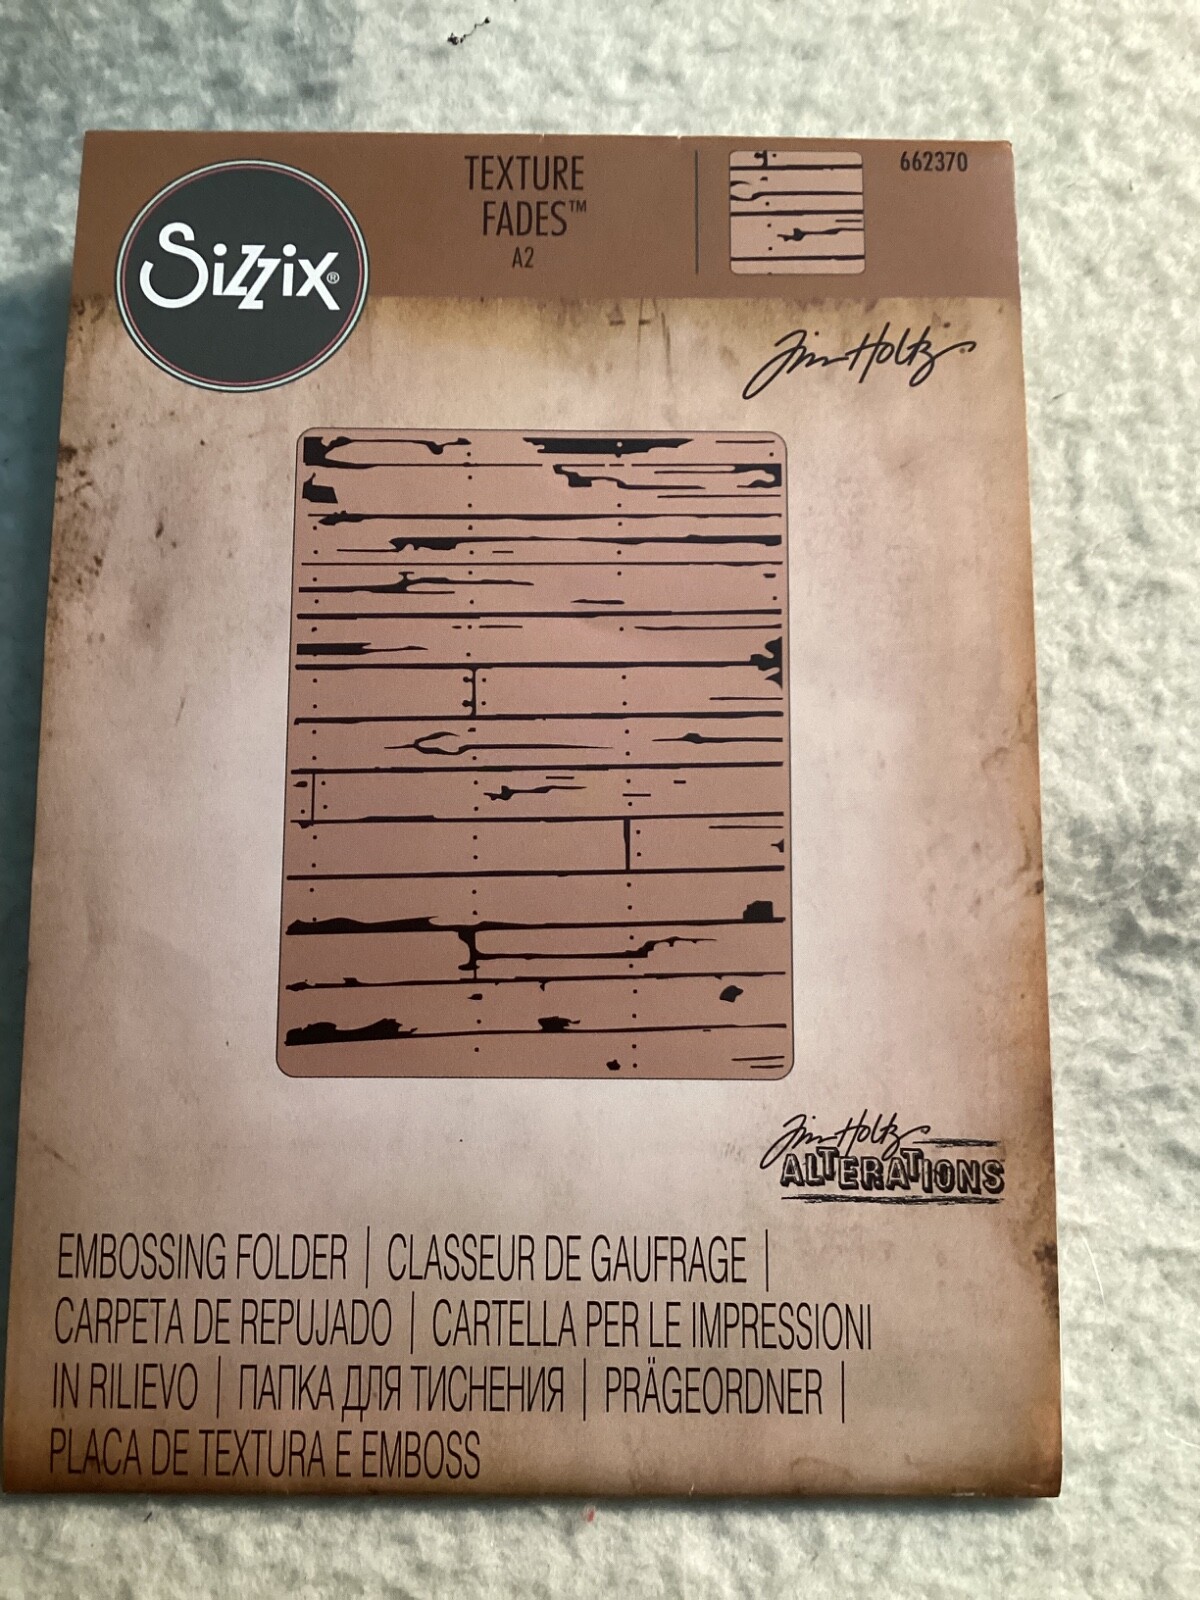 Sizzix®
TEXTURE
FADES™
A2
662370
Tim Holtz®
Tim Holtz
ALTERATIONS
EMBOSSING FOLDER | CLASSEUR DE GAUFRAGE |
CARPETA DE REPUJADO | CARTELLA PER LE IMPRESSIONI
IN RILIEVO | ПАПКА ДЛЯ ТИСНЕНИЯ | PRÄGEORDNER |
PLACA DE TEXTURA E EMBOSS